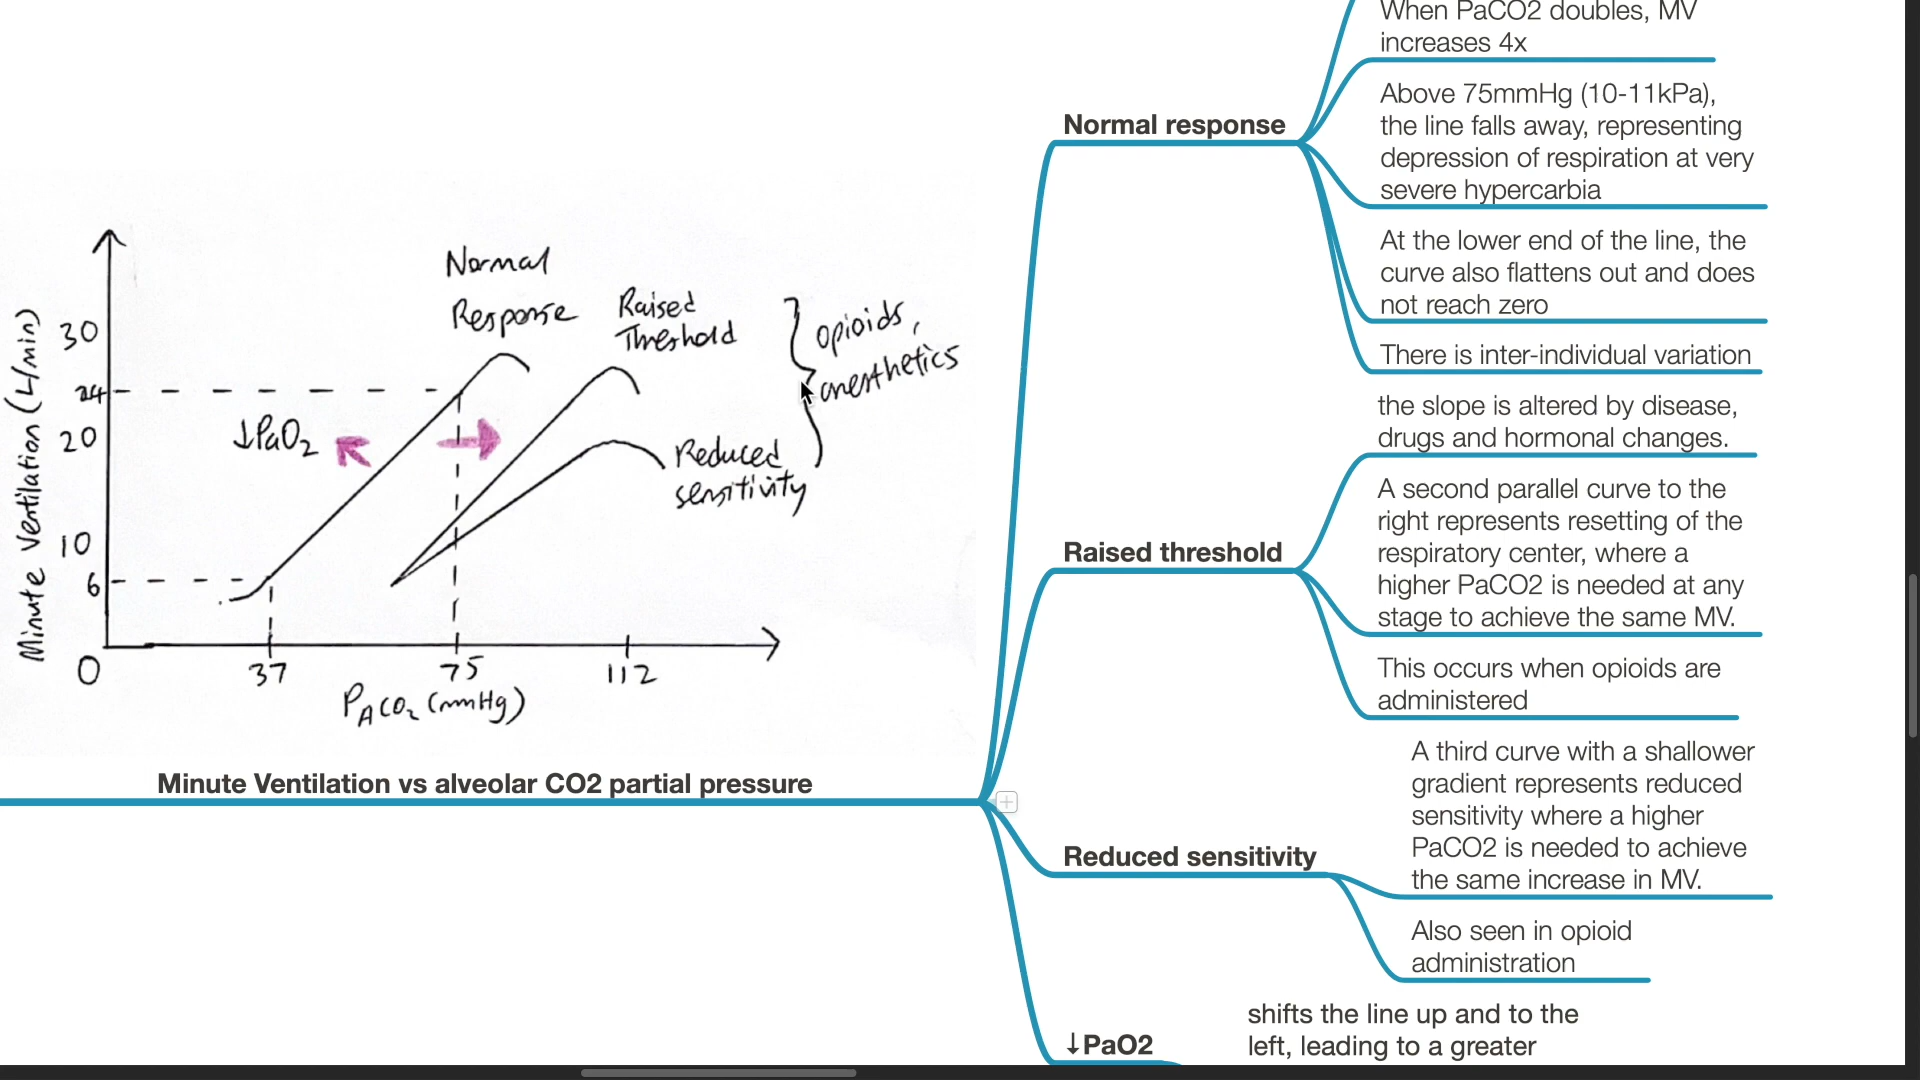 When PaCO2 doubles, MV
increases 4x
Normal response
Above 75mmHg (10-11kPa),
the line falls away, representing
depression of respiration at very
severe hypercarbia
At the lower end of the line, the
curve also flattens out and does
not reach zero
There is inter-individual variation
Normal
Response
Raised
Threshold
opioids,
anesthetics
Reduced
sensitivity
↓PaO2
Minute Ventilation (L/min)
30
24
20
10
6
0
37
75
112
PACO2 (mmHg)
Minute Ventilation vs alveolar CO2 partial pressure
Raised threshold
the slope is altered by disease,
drugs and hormonal changes.
A second parallel curve to the
right represents resetting of the
respiratory center, where a
higher PaCO2 is needed at any
stage to achieve the same MV.
This occurs when opioids are
administered
Reduced sensitivity
A third curve with a shallower
gradient represents reduced
sensitivity where a higher
PaCO2 is needed to achieve
the same increase in MV.
Also seen in opioid
administration
↓PaO2
shifts the line up and to the
left, leading to a greater